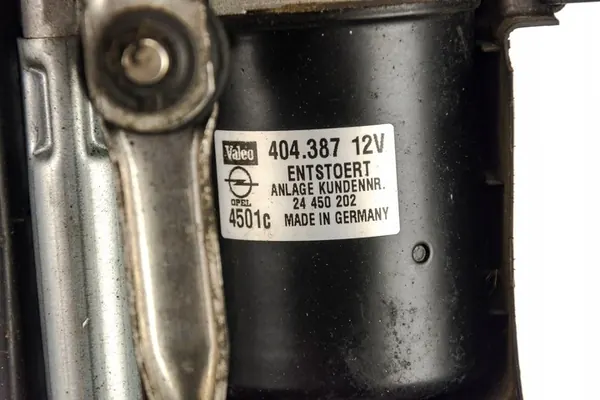 Valeo 404.387 12V
ENTSTOERT
ANLAGE KUNDENNR.
OPEL 24 450 202
4501c MADE IN GERMANY